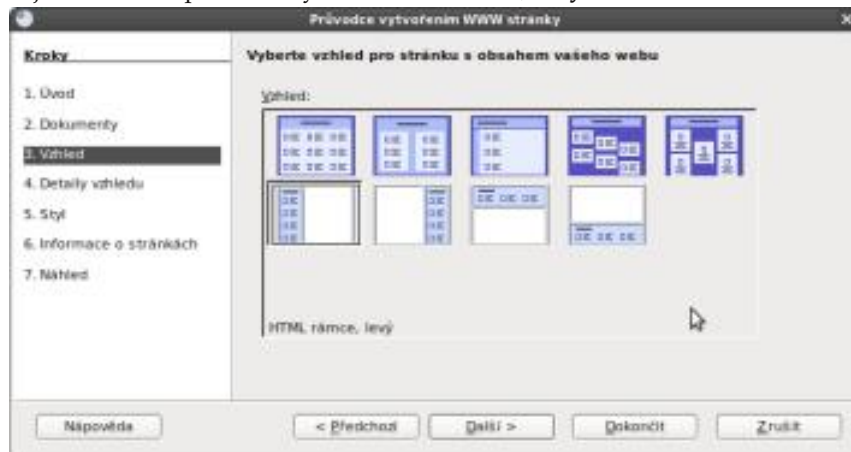 Průvodce vytvořením WWW stránky
Kroky
1. Úvod
2. Dokumenty
3. Vzhled
4. Detaily vzhledu
5. Styl
6. Informace o stránkách
7. Náhled
Vyberte vzhled pro stránku s obsahem vašeho webu
Vzhled:
HTML rámce, levý
Nápověda
< Předchozí
Další >
Dokončit
Zrušit